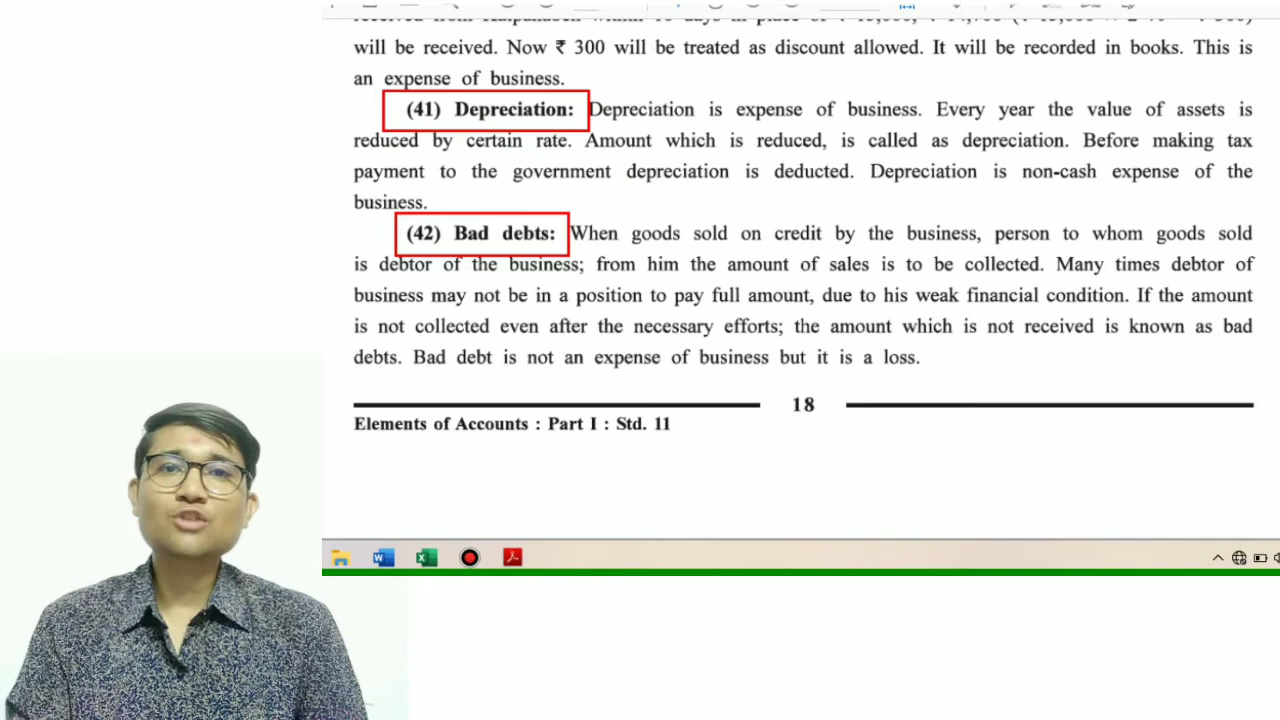 will be received. Now ₹ 300 will be treated as discount allowed. It will be recorded in books. This is
an expense of business.
(41) Depreciation: Depreciation is expense of business. Every year the value of assets is
reduced by certain rate. Amount which is reduced, is called as depreciation. Before making tax
payment to the government depreciation is deducted. Depreciation is non-cash expense of the
business.
(42) Bad debts: When goods sold on credit by the business, person to whom goods sold
is debtor of the business; from him the amount of sales is to be collected. Many times debtor of
business may not be in a position to pay full amount, due to his weak financial condition. If the amount
is not collected even after the necessary efforts; the amount which is not received is known as bad
debts. Bad debt is not an expense of business but it is a loss.
18
Elements of Accounts : Part I : Std. 11